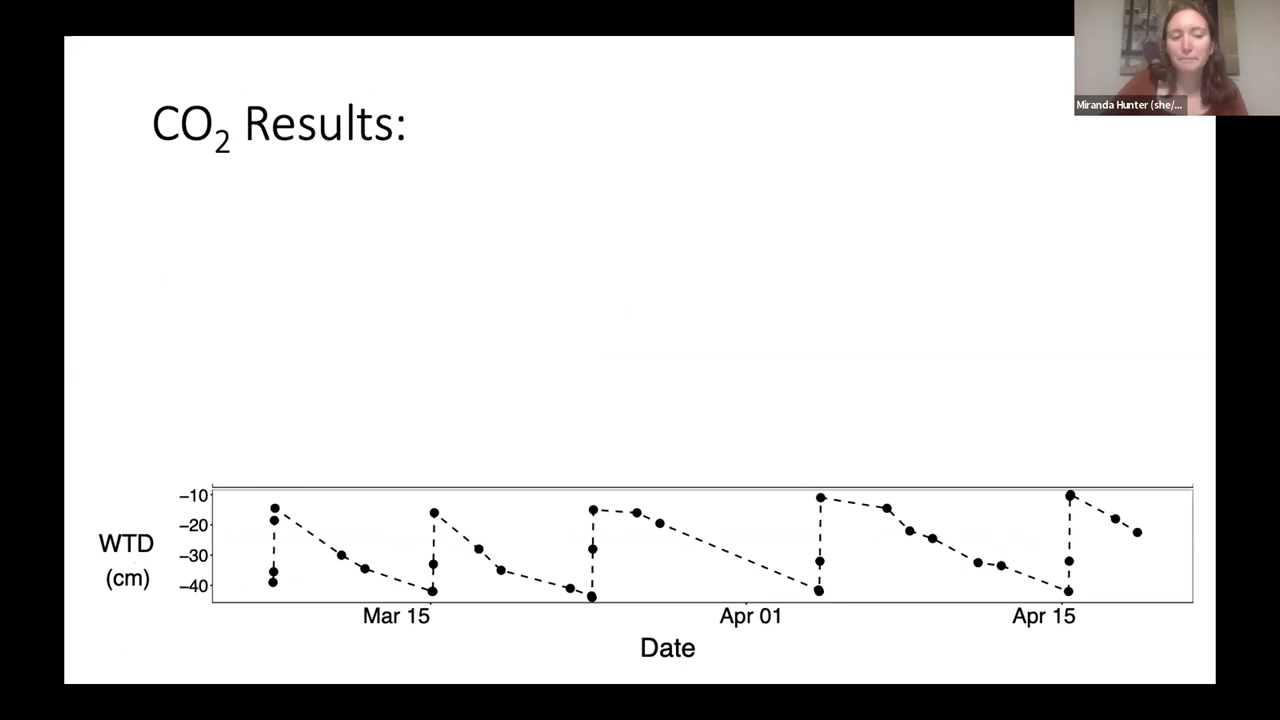 Miranda Hunter (she/...
CO₂ Results:
−10
−20
−30
−40
WTD
(cm)
Mar 15
Apr 01
Apr 15
Date